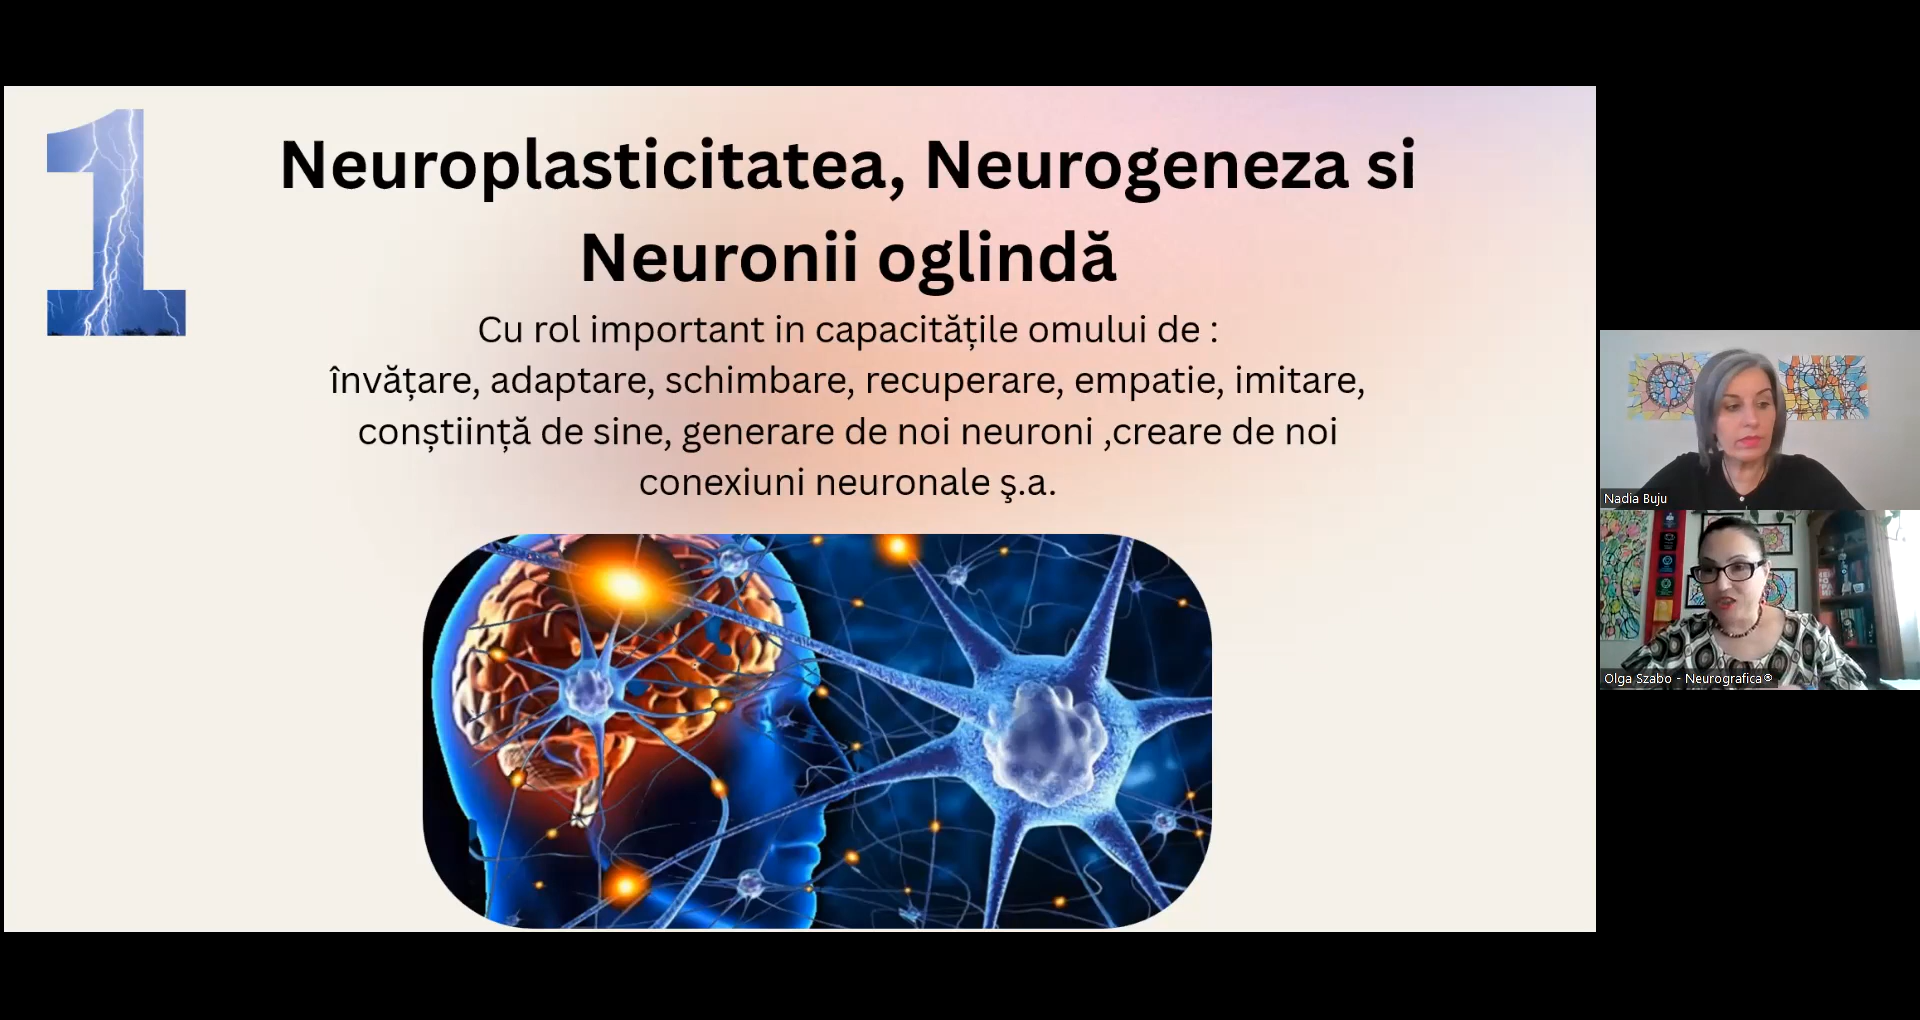 1
Neuroplasticitatea, Neurogeneza si
Neuronii oglindă
Cu rol important in capacitățile omului de :
învățare, adaptare, schimbare, recuperare, empatie, imitare,
conștiință de sine, generare de noi neuroni ,creare de noi
conexiuni neuronale ş.a.
Nadia Buju
Olga Szabo - Neurografica®